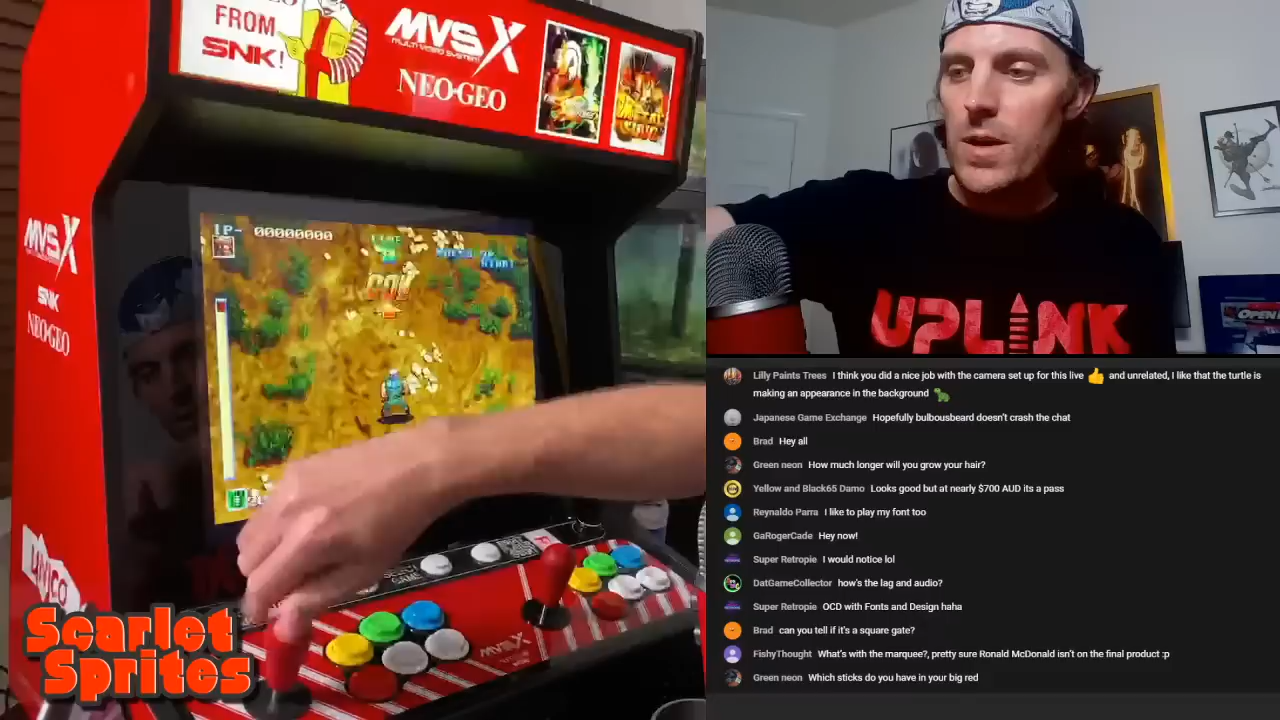 FROM
SNK!
MVS X
MULTI VIDEO SYSTEM
NEO·GEO
MVS X
SNK
NEO·GEO
1P- 00000000
UNICO
SELECT
GAME
MVS X
Scarlet
Sprites
UPLINK
OPEN
Lilly Paints Trees I think you did a nice job with the camera set up for this live 👍 and unrelated, I like that the turtle is
making an appearance in the background 🐢
Japanese Game Exchange Hopefully bulbousbeard doesn't crash the chat
Brad Hey all
Green neon How much longer will you grow your hair?
Yellow and Black65 Damo Looks good but at nearly $700 AUD its a pass
Reynaldo Parra I like to play my font too
GaRogerCade Hey now!
Super Retropie I would notice lol
DatGameCollector how's the lag and audio?
Super Retropie OCD with Fonts and Design haha
Brad can you tell if it's a square gate?
FishyThought What's with the marquee?, pretty sure Ronald McDonald isn't on the final product :p
Green neon Which sticks do you have in your big red